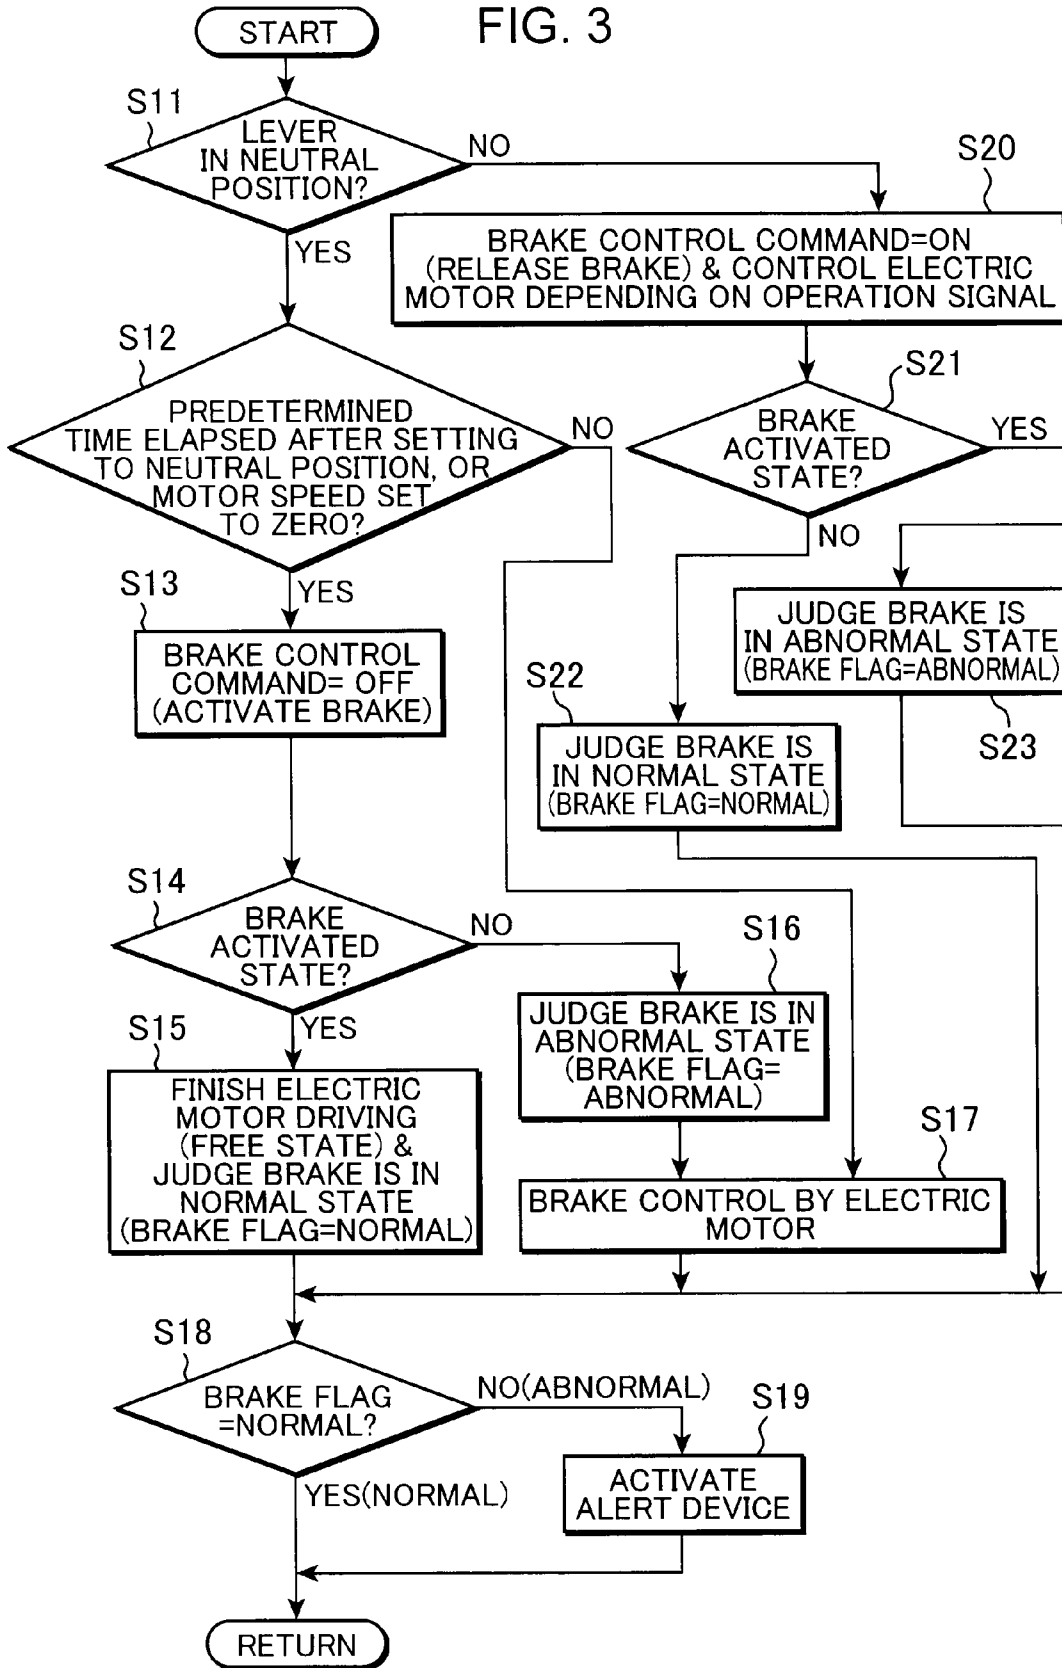 FIG. 3
START
S11
LEVER
IN NEUTRAL
POSITION?
NO
YES
S20
BRAKE CONTROL COMMAND=ON
(RELEASE BRAKE) & CONTROL ELECTRIC
MOTOR DEPENDING ON OPERATION SIGNAL
S12
PREDETERMINED
TIME ELAPSED AFTER SETTING
TO NEUTRAL POSITION, OR
MOTOR SPEED SET
TO ZERO?
NO
YES
S21
BRAKE
ACTIVATED
STATE?
YES
NO
S13
BRAKE CONTROL
COMMAND= OFF
(ACTIVATE BRAKE)
JUDGE BRAKE IS
IN ABNORMAL STATE
(BRAKE FLAG=ABNORMAL)
S23
S22
JUDGE BRAKE IS
IN NORMAL STATE
(BRAKE FLAG=NORMAL)
S14
BRAKE
ACTIVATED
STATE?
NO
YES
S16
JUDGE BRAKE IS IN
ABNORMAL STATE
(BRAKE FLAG=
ABNORMAL)
S15
FINISH ELECTRIC
MOTOR DRIVING
(FREE STATE) &
JUDGE BRAKE IS IN
NORMAL STATE
(BRAKE FLAG=NORMAL)
S17
BRAKE CONTROL BY ELECTRIC
MOTOR
S18
BRAKE FLAG
=NORMAL?
NO(ABNORMAL)
YES(NORMAL)
S19
ACTIVATE
ALERT DEVICE
RETURN